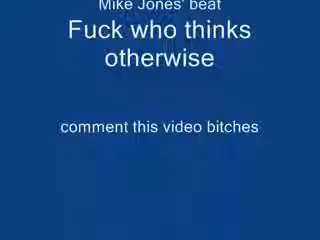 Mike Jones' beat
Fuck who thinks
otherwise
comment this video bitches